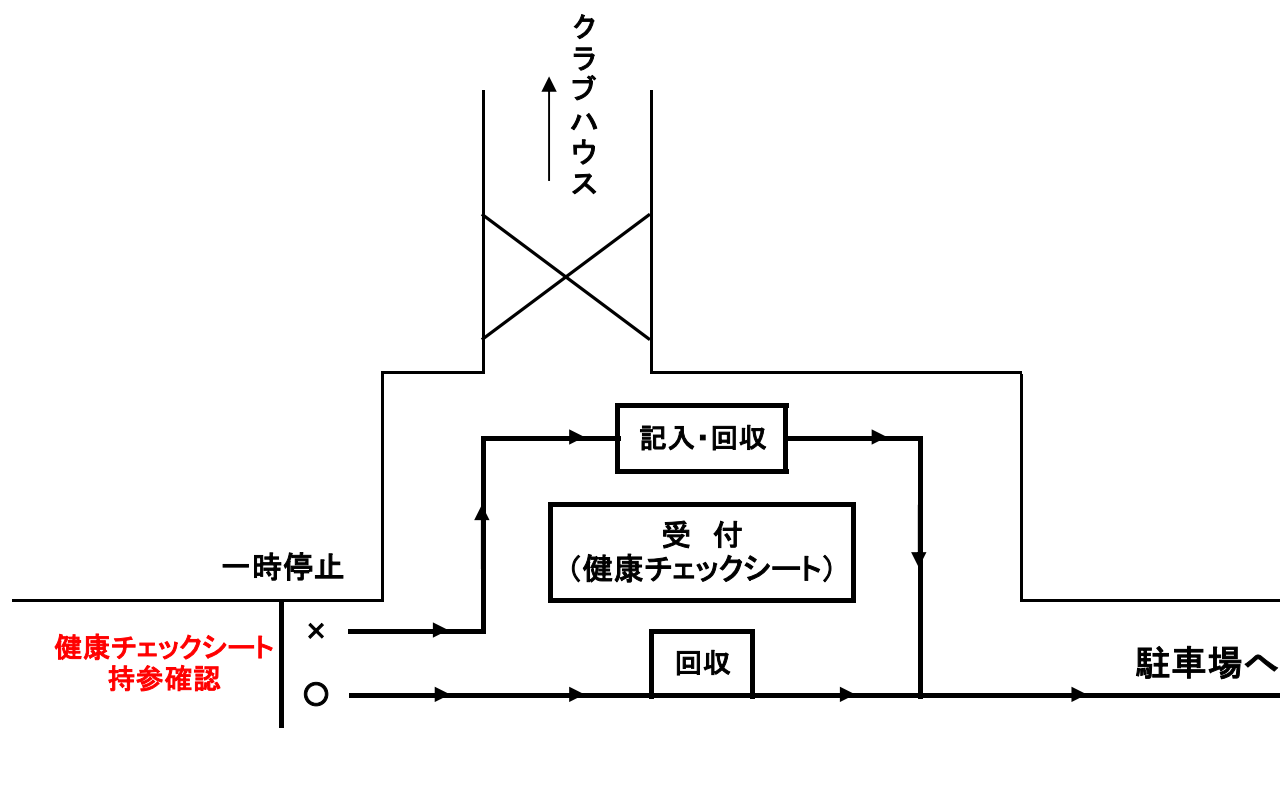 クラブハウス
記入・回収
受　付
（健康チェックシート）
一時停止
×
健康チェックシート
持参確認
○
回収
駐車場へ